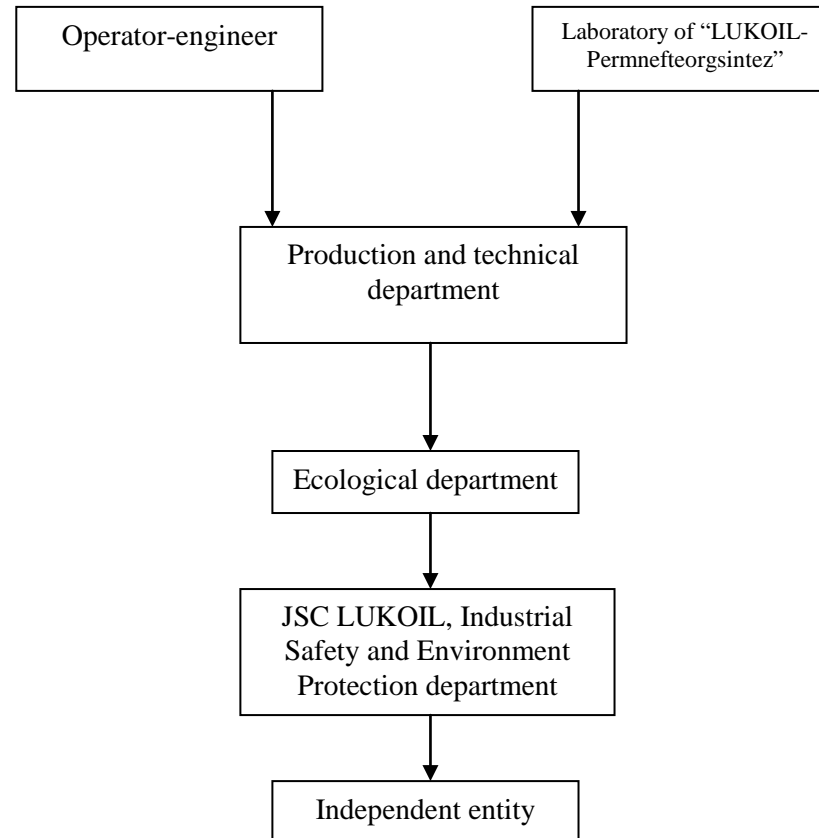 Operator-engineer
Laboratory of “LUKOIL-
Permnefteorgsintez”
Production and technical
department
Ecological department
JSC LUKOIL, Industrial
Safety and Environment
Protection department
Independent entity